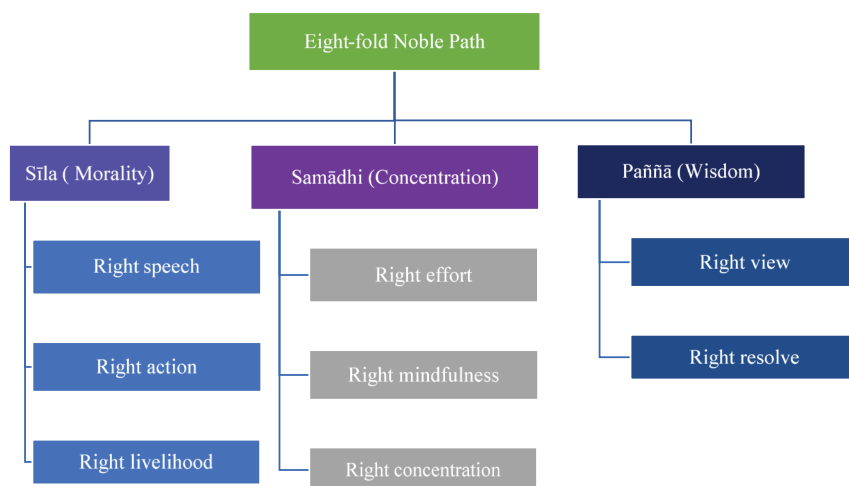 Eight-fold Noble Path
Sīla ( Morality)
Right speech
Right action
Right livelihood
Samādhi (Concentration)
Right effort
Right mindfulness
Right concentration
Paññā (Wisdom)
Right view
Right resolve